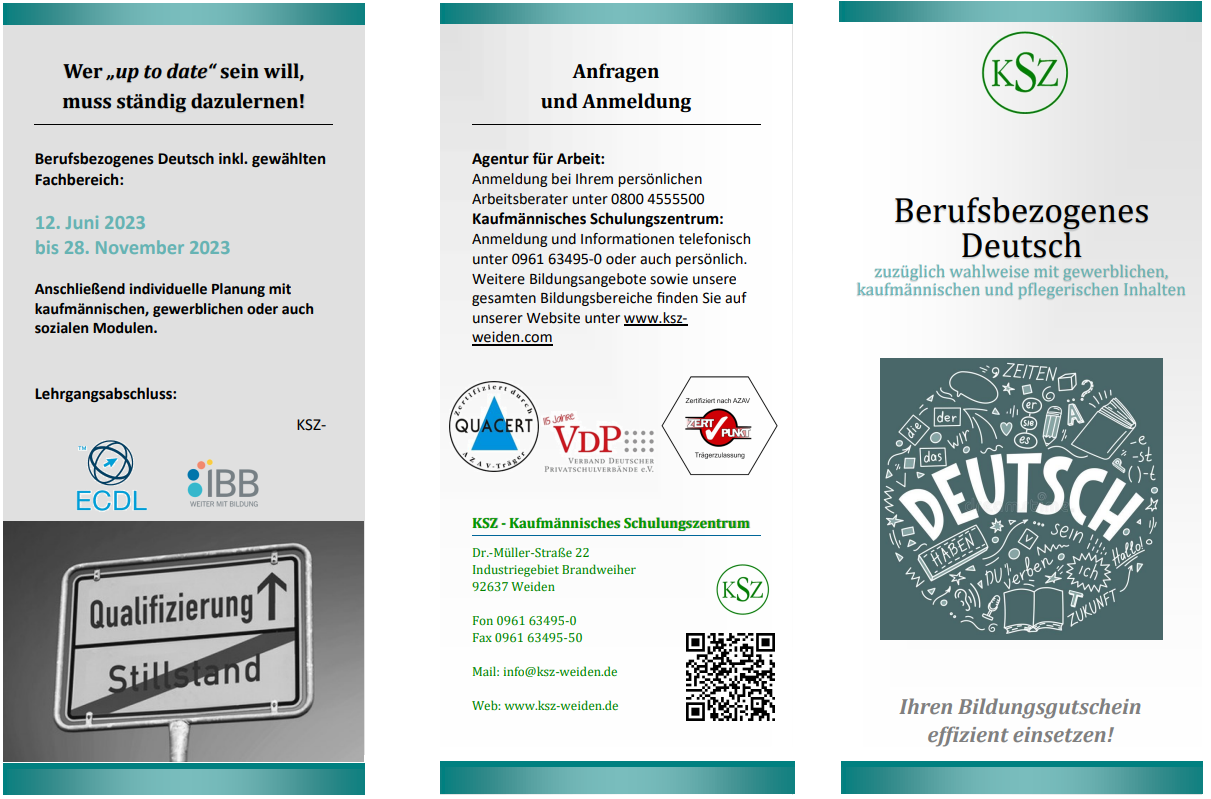 Wer „up to date“ sein will,
muss ständig dazulernen!
Berufsbezogenes Deutsch inkl. gewählten
Fachbereich:
12. Juni 2023
bis 28. November 2023
Anschließend individuelle Planung mit
kaufmännischen, gewerblichen oder auch
sozialen Modulen.
Lehrgangsabschluss:
KSZ-
™
ECDL
iBB
WEITER MIT BILDUNG
Qualifizierung
Stillstand
Anfragen
und Anmeldung
Agentur für Arbeit:
Anmeldung bei Ihrem persönlichen
Arbeitsberater unter 0800 4555500
Kaufmännisches Schulungszentrum:
Anmeldung und Informationen telefonisch
unter 0961 63495-0 oder auch persönlich.
Weitere Bildungsangebote sowie unsere
gesamten Bildungsbereiche finden Sie auf
unserer Website unter www.ksz-
weiden.com
Zertifiziert durch
QUACERT
AZAV-Träger
15 Jahre
VDP
VERBAND DEUTSCHER
PRIVATSCHULVERBÄNDE e.V.
Zertifiziert nach AZAV
ZERT PUNKT
Trägerzulassung
KSZ - Kaufmännisches Schulungszentrum
Dr.-Müller-Straße 22
Industriegebiet Brandweiher
92637 Weiden
KSZ
Fon 0961 63495-0
Fax 0961 63495-50
Mail: info@ksz-weiden.de
Web: www.ksz-weiden.de
KSZ
Berufsbezogenes
Deutsch
zuzüglich wahlweise mit gewerblichen,
kaufmännischen und pflegerischen Inhalten
ZEITEN
die
der
wir
das
er
sie
es
A
-e
-st
(-)-t
DEUTSCH
HABEN
DU
verben
sein
ich
Hallo!
T
ZUKUNFT
Ihren Bildungsgutschein
effizient einsetzen!